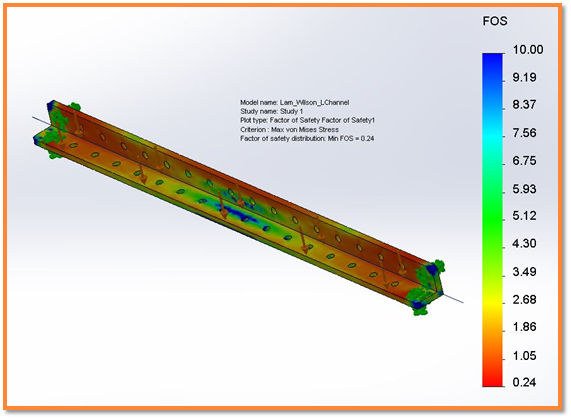 FOS
Model name: Lam_Wilson_LChannel
Study name: Study 1
Plot type: Factor of Safety Factor of Safety1
Criterion : Max von Mises Stress
Factor of safety distribution: Min FOS = 0.24
10.00
9.19
8.37
7.56
6.75
5.93
5.12
4.30
3.49
2.68
1.86
1.05
0.24